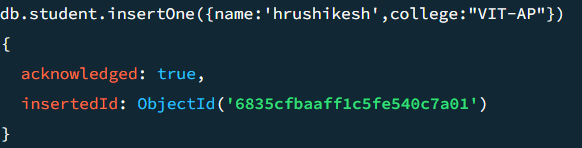 db.student.insertOne({name:'hrushikesh',college:"VIT-AP"})
{
  acknowledged: true,
  insertedId: ObjectId('6835cfbaaff1c5fe540c7a01')
}